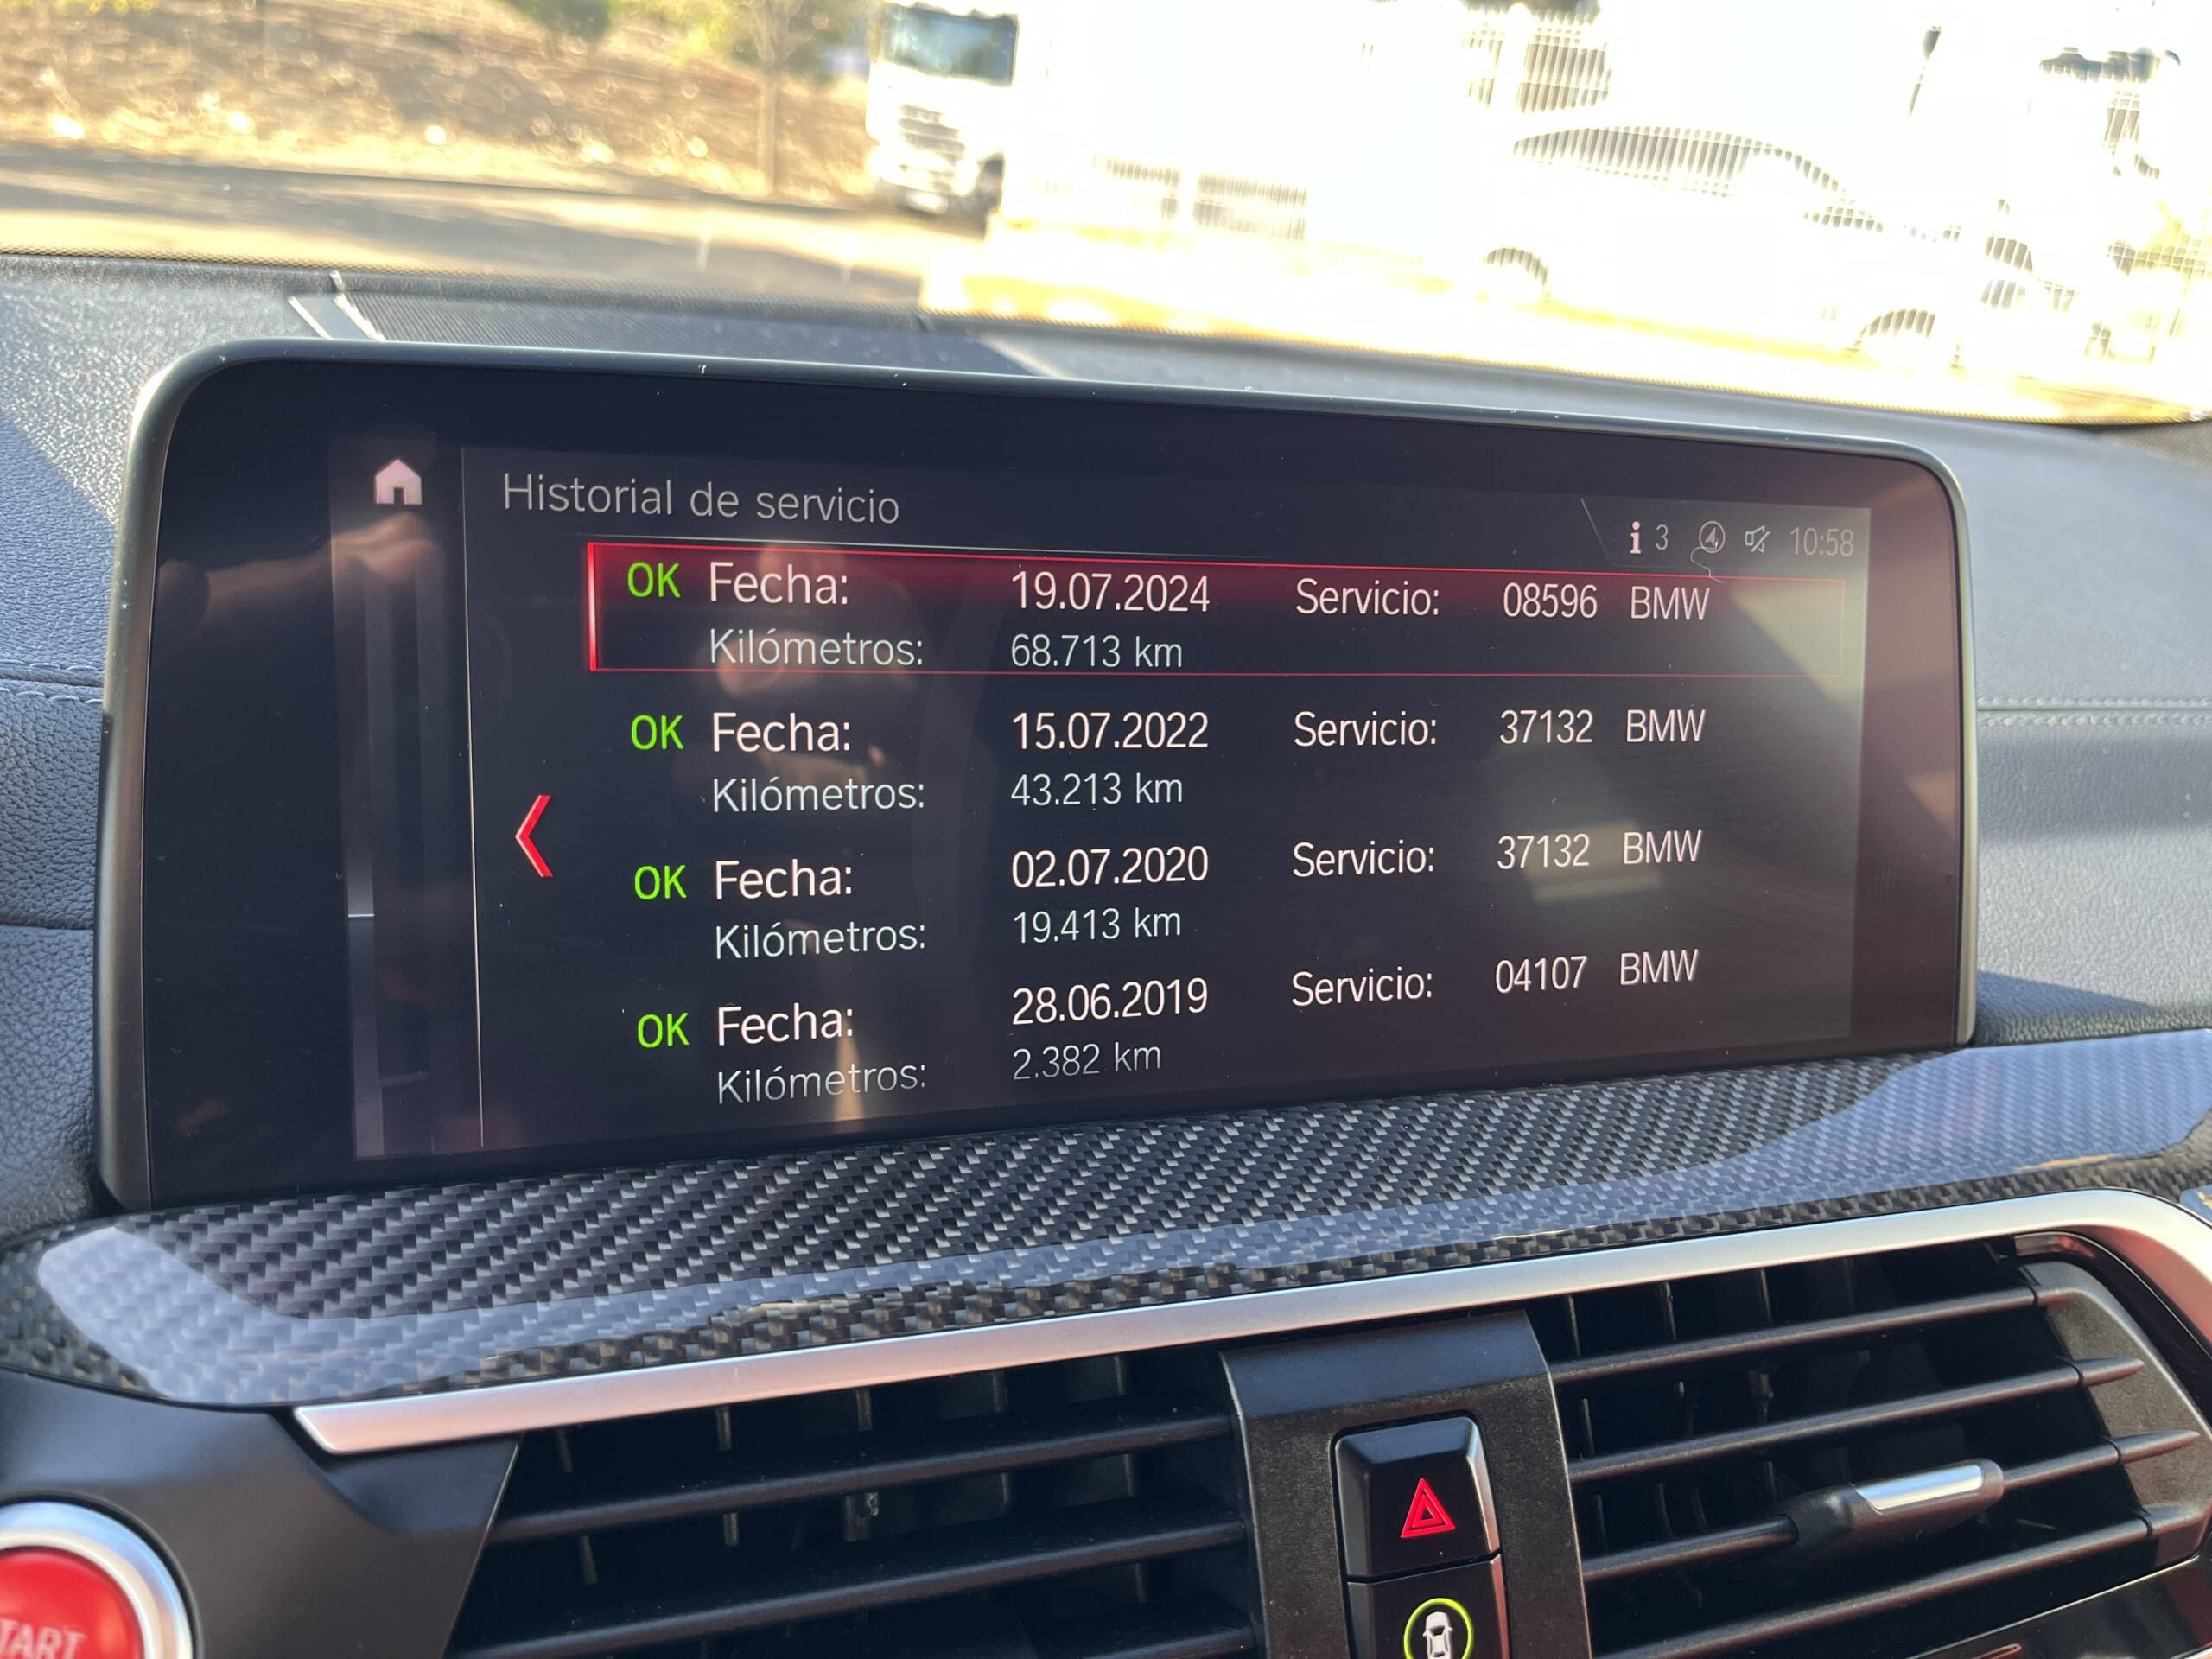 Historial de servicio
i 3 10:58
OK Fecha: 19.07.2024 Servicio: 08596 BMW
Kilómetros: 68.713 km
OK Fecha: 15.07.2022 Servicio: 37132 BMW
Kilómetros: 43.213 km
OK Fecha: 02.07.2020 Servicio: 37132 BMW
Kilómetros: 19.413 km
OK Fecha: 28.06.2019 Servicio: 04107 BMW
Kilómetros: 2.382 km
TART